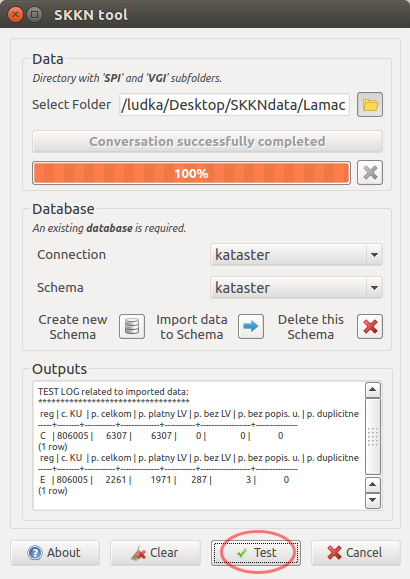 SKKN tool
Data
Directory with 'SPI' and 'VGI' subfolders.
Select Folder /ludka/Desktop/SKKNdata/Lamac
Conversation successfully completed
100%
Database
An existing database is required.
Connection kataster
Schema kataster
Create new Schema Import data to Schema Delete this Schema
Outputs
TEST LOG related to imported data:
**********************************
reg | c. KU | p. celkom | p. platny LV | p. bez LV | p. bez popis. u. | p. duplicitne
-----+--------+-----------+--------------+-----------+------------------+---------------
C | 806005 | 6307 | 6307 | 0 | 0 | 0
(1 row)
reg | c. KU | p. celkom | p. platny LV | p. bez LV | p. bez popis. u. | p. duplicitne
-----+--------+-----------+--------------+-----------+------------------+---------------
E | 806005 | 2261 | 1971 | 287 | 3 | 0
(1 row)
About Clear Test Cancel